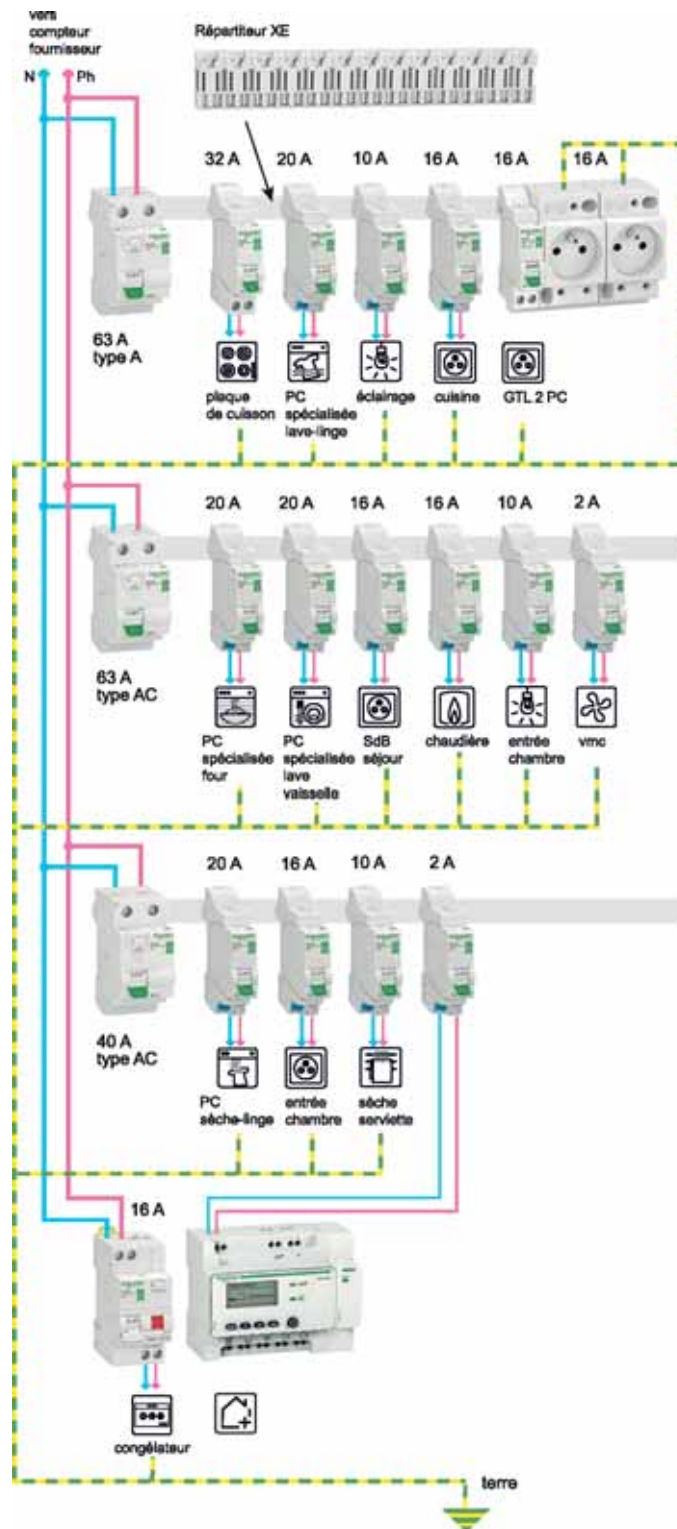 vers
compteur
fournisseur
N Ph
Répartiteur XE
32 A 20 A 10 A 16 A 16 A 16 A
63 A
type A
plaque
de cuisson
PC
spécialisée
lave-linge
éclairage
cuisine
GTL 2 PC
20 A 20 A 16 A 16 A 10 A 2 A
63 A
type AC
PC
spécialisée
four
PC
spécialisée
lave
vaisselle
SdB
séjour
chaudière
entrée
chambre
vmc
20 A 16 A 10 A 2 A
40 A
type AC
PC
sèche-linge
entrée
chambre
sèche
serviette
16 A
congélateur
terre